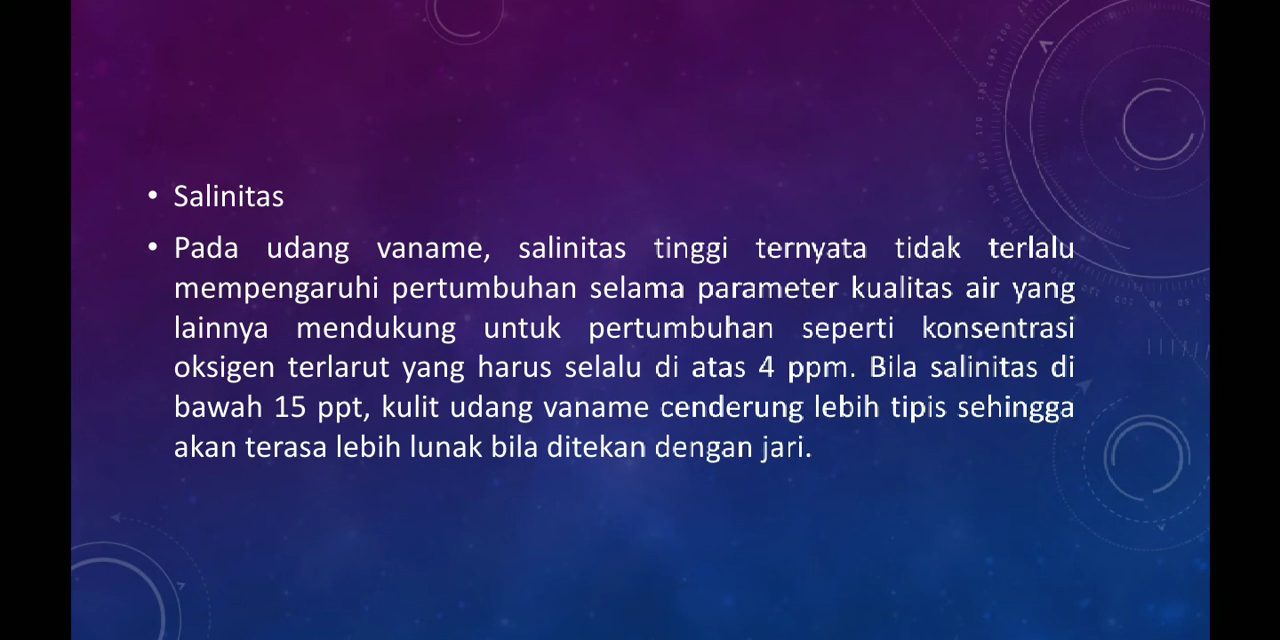 • Salinitas
• Pada udang vaname, salinitas tinggi ternyata tidak terlalu
mempengaruhi pertumbuhan selama parameter kualitas air yang
lainnya mendukung untuk pertumbuhan seperti konsentrasi
oksigen terlarut yang harus selalu di atas 4 ppm. Bila salinitas di
bawah 15 ppt, kulit udang vaname cenderung lebih tipis sehingga
akan terasa lebih lunak bila ditekan dengan jari.